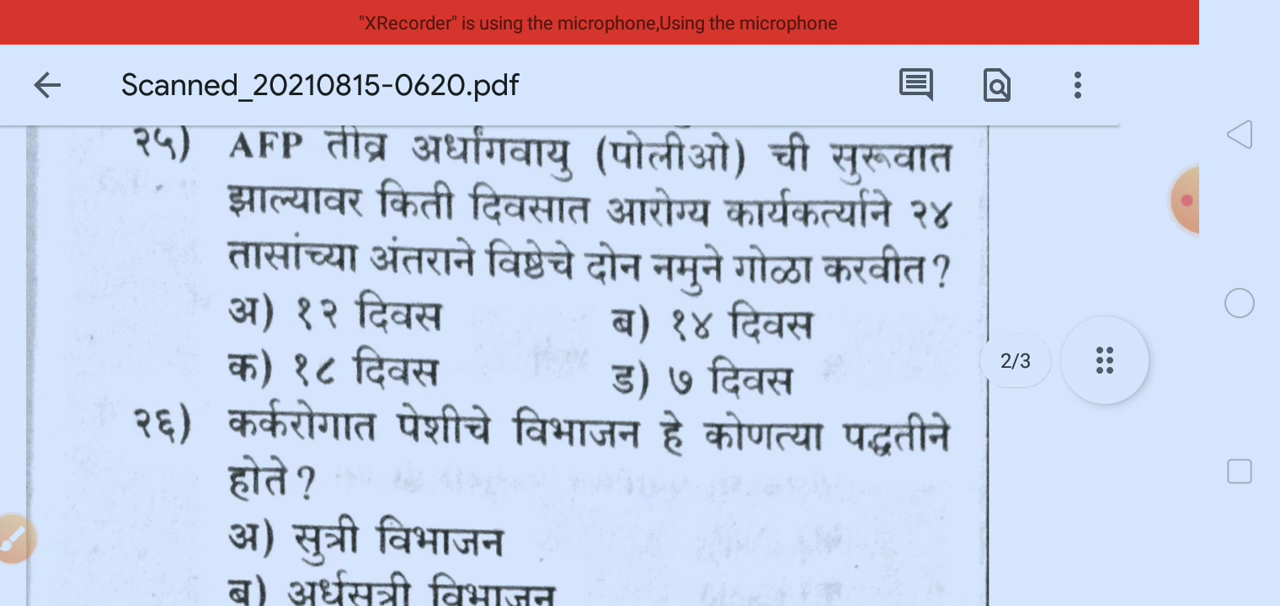 "XRecorder" is using the microphone,Using the microphone
Scanned_20210815-0620.pdf
२५) AFP तीव्र अर्धांगवायु (पोलीओ) ची सुरूवात
झाल्यावर किती दिवसात आरोग्य कार्यकर्त्याने २४
तासांच्या अंतराने विष्ठेचे दोन नमुने गोळा करवीत?
अ) १२ दिवस ब) १४ दिवस
क) १८ दिवस ड) ७ दिवस
2/3
२६) कर्करोगात पेशीचे विभाजन हे कोणत्या पद्धतीने
होते?
अ) सुत्री विभाजन
ब) अर्धसुत्री विभाजन